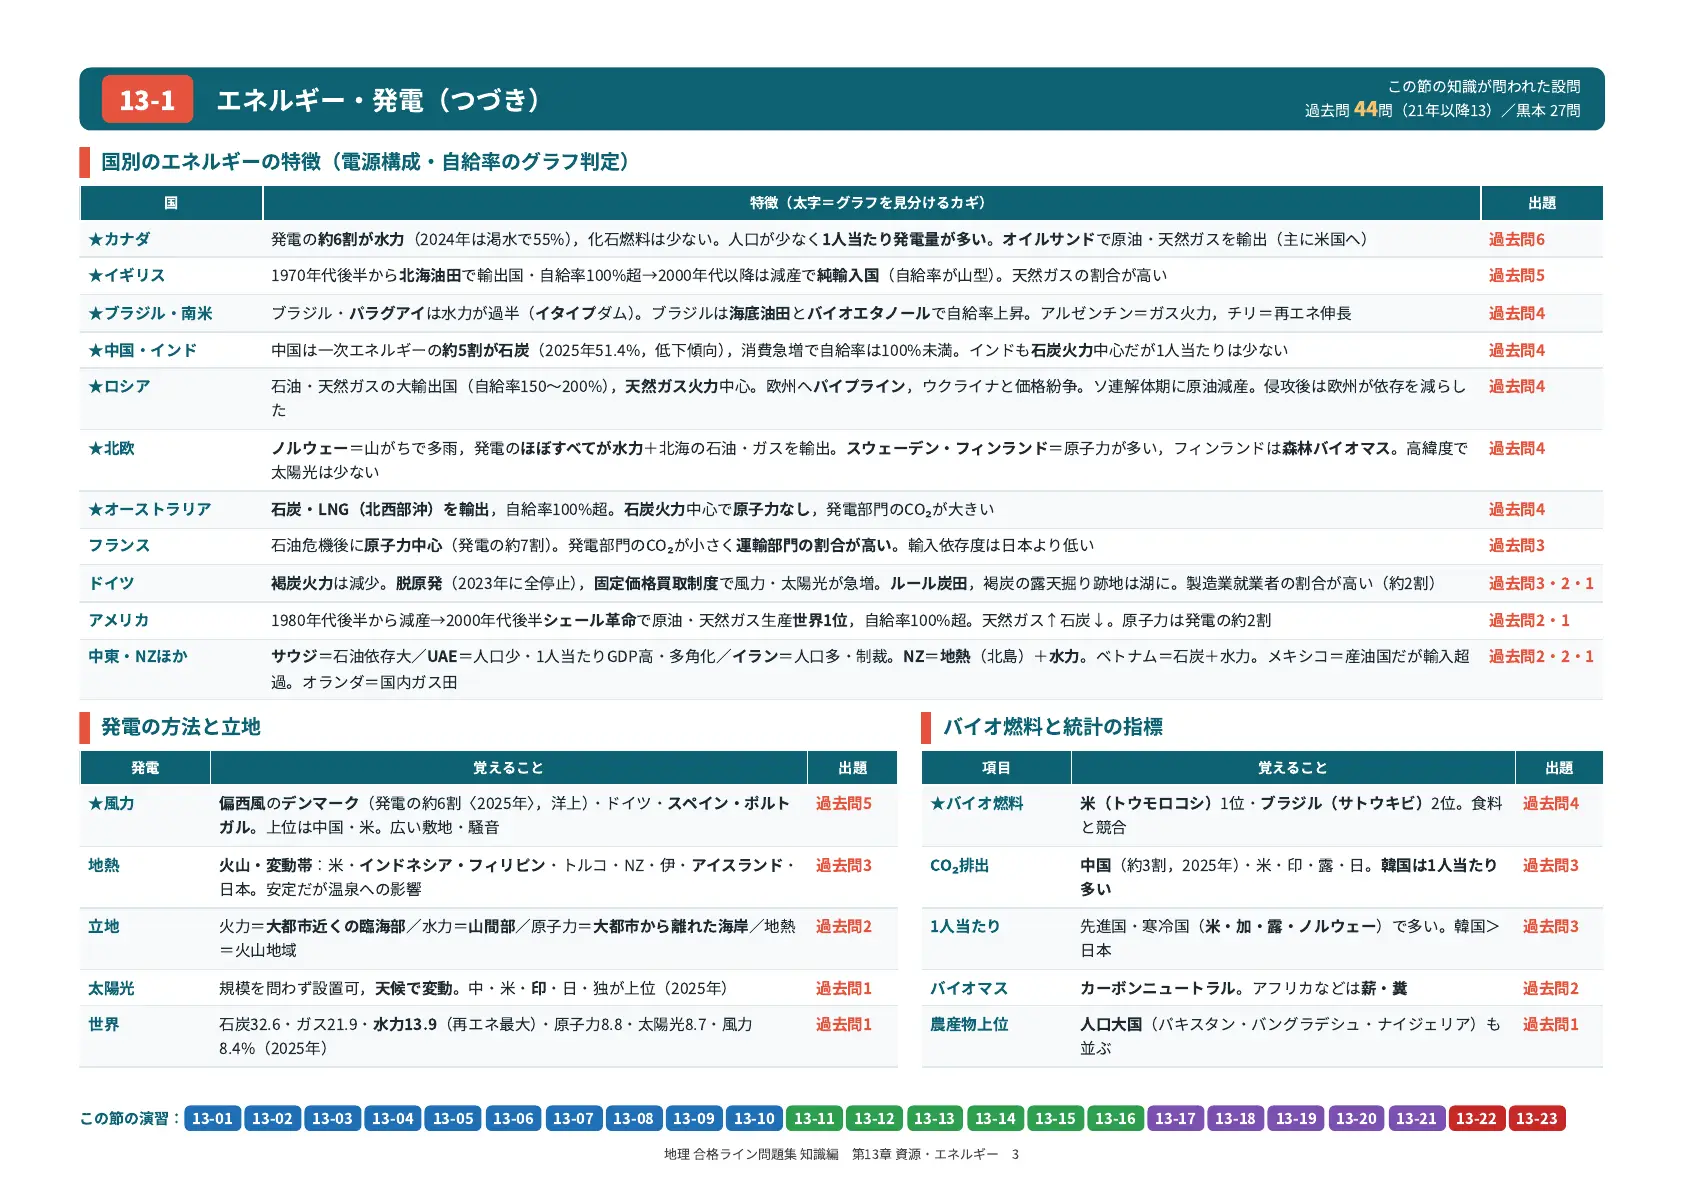 13-1 エネルギー・発電（つづき）
この節の知識が問われた設問
過去問 44問（21年以降13）／黒本 27問
国別のエネルギーの特徴（電源構成・自給率のグラフ判定）
国 特徴（太字＝グラフを見分けるカギ） 出題
★カナダ 発電の約6割が水力（2024年は渇水で55%），化石燃料は少ない。人口が少なく1人当たり発電量が多い。オイルサンドで原油・天然ガスを輸出（主に米国へ） 過去問6
★イギリス 1970年代後半から北海油田で輸出国・自給率100%超→2000年代以降は減産で純輸入国（自給率が山型）。天然ガスの割合が高い 過去問5
★ブラジル・南米 ブラジル・パラグアイは水力が過半（イタイプダム）。ブラジルは海底油田とバイオエタノールで自給率上昇。アルゼンチン＝ガス火力，チリ＝再エネ伸長 過去問4
★中国・インド 中国は一次エネルギーの約5割が石炭（2025年51.4%，低下傾向），消費急増で自給率は100%未満。インドも石炭火力中心だが1人当たりは少ない 過去問4
★ロシア 石油・天然ガスの大輸出国（自給率150〜200%），天然ガス火力中心。欧州へパイプライン，ウクライナと価格紛争。ソ連解体期に原油減産。侵攻後は欧州が依存を減らし 過去問4
た
★北欧 ノルウェー＝山がちで多雨，発電のほぼすべてが水力＋北海の石油・ガスを輸出。スウェーデン・フィンランド＝原子力が多い，フィンランドは森林バイオマス。高緯度で 過去問4
太陽光は少ない
★オーストラリア 石炭・LNG（北西部沖）を輸出，自給率100%超。石炭火力中心で原子力なし，発電部門のCO₂が大きい 過去問4
フランス 石油危機後に原子力中心（発電の約7割）。発電部門のCO₂が小さく運輸部門の割合が高い。輸入依存度は日本より低い 過去問3
ドイツ 褐炭火力は減少。脱原発（2023年に全停止），固定価格買取制度で風力・太陽光が急増。ルール炭田，褐炭の露天掘り跡地は湖に。製造業就業者の割合が高い（約2割） 過去問3・2・1
アメリカ 1980年代後半から減産→2000年代後半シェール革命で原油・天然ガス生産世界1位，自給率100%超。天然ガス↑石炭↓。原子力は発電の約2割 過去問2・1
中東・NZほか サウジ＝石油依存大／UAE＝人口少・1人当たりGDP高・多角化／イラン＝人口多・制裁。NZ＝地熱（北島）＋水力。ベトナム＝石炭＋水力。メキシコ＝産油国だが輸入超 過去問2・2・1
過。オランダ＝国内ガス田
発電の方法と立地
発電 覚えること 出題
★風力 偏西風のデンマーク（発電の約6割〈2025年〉，洋上）・ドイツ・スペイン・ポルト 過去問5
ガル。上位は中国・米。広い敷地・騒音
地熱 火山・変動帯：米・インドネシア・フィリピン・トルコ・NZ・伊・アイスランド・ 過去問3
日本。安定だが温泉への影響
立地 火力＝大都市近くの臨海部／水力＝山間部／原子力＝大都市から離れた海岸／地熱 過去問2
＝火山地域
太陽光 規模を問わず設置可，天候で変動。中・米・印・日・独が上位（2025年） 過去問1
世界 石炭32.6・ガス21.9・水力13.9（再エネ最大）・原子力8.8・太陽光8.7・風力 過去問1
8.4%（2025年）
バイオ燃料と統計の指標
項目 覚えること 出題
★バイオ燃料 米（トウモロコシ）1位・ブラジル（サトウキビ）2位。食料 過去問4
と競合
CO₂排出 中国（約3割，2025年）・米・印・露・日。韓国は1人当たり 過去問3
多い
1人当たり 先進国・寒冷国（米・加・露・ノルウェー）で多い。韓国＞ 過去問3
日本
バイオマス カーボンニュートラル。アフリカなどは薪・糞 過去問2
農産物上位 人口大国（パキスタン・バングラデシュ・ナイジェリア）も 過去問1
並ぶ
この節の演習： 13-01 13-02 13-03 13-04 13-05 13-06 13-07 13-08 13-09 13-10 13-11 13-12 13-13 13-14 13-15 13-16 13-17 13-18 13-19 13-20 13-21 13-22 13-23
地理 合格ライン問題集 知識編 第13章 資源・エネルギー 3